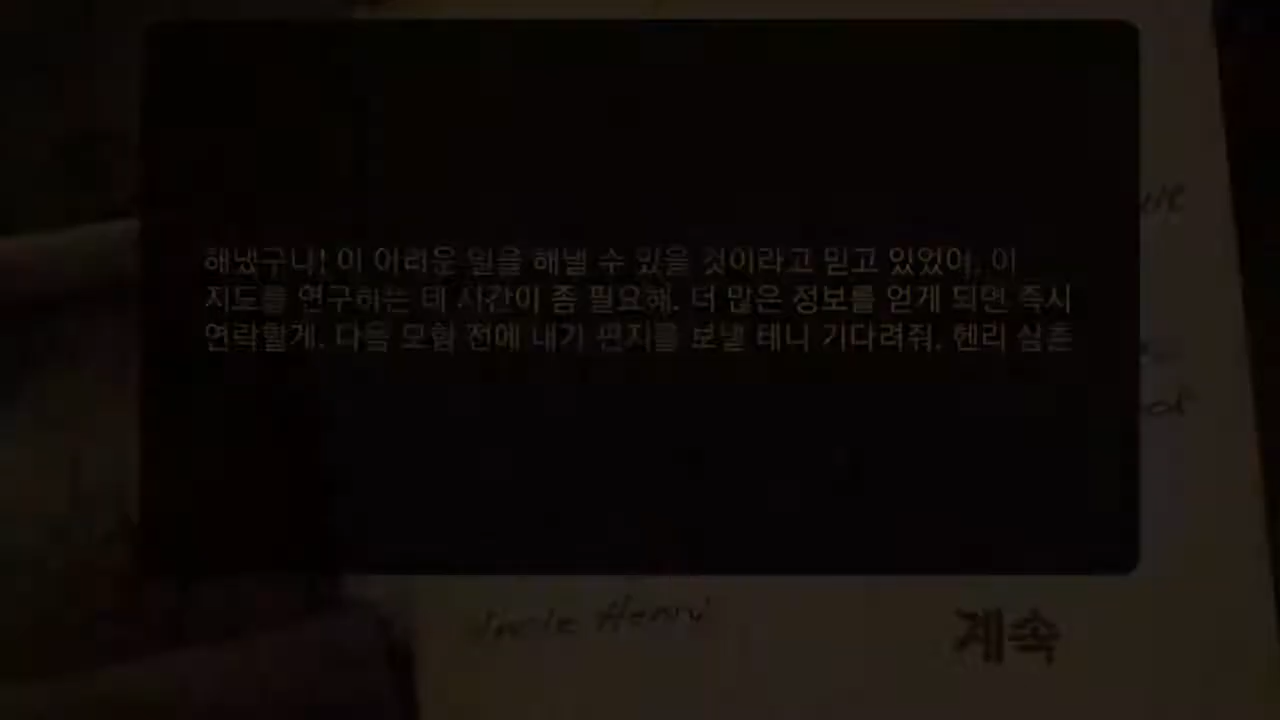 해냈구나! 이 어려운 일을 해낼 수 있을 것이라고 믿고 있었어. 이
지도를 연구하는 데 시간이 좀 필요해. 더 많은 정보를 얻게 되면 즉시
연락할게. 다음 모험 전에 내가 편지를 보낼 테니 기다려줘. 헨리 삼촌
of
Uncle Henri
계속